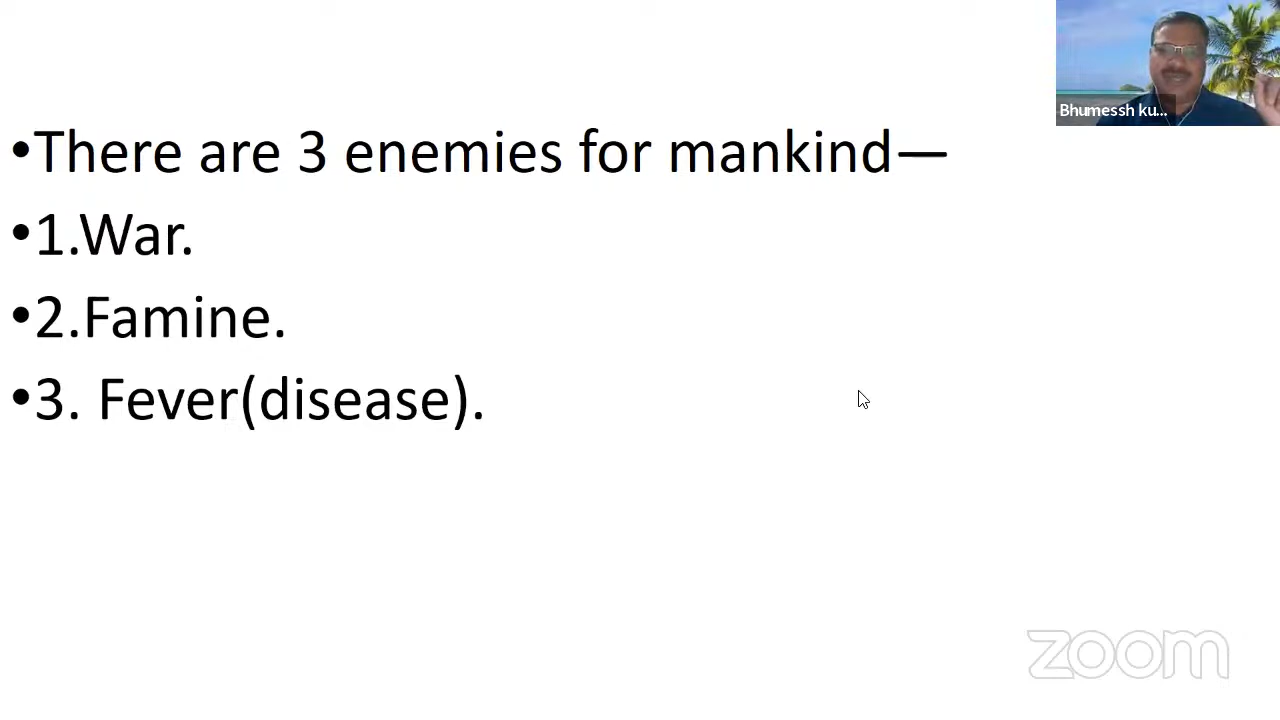 •There are 3 enemies for mankind—
•1.War.
•2.Famine.
•3. Fever(disease).
Bhumessh ku...
zoom